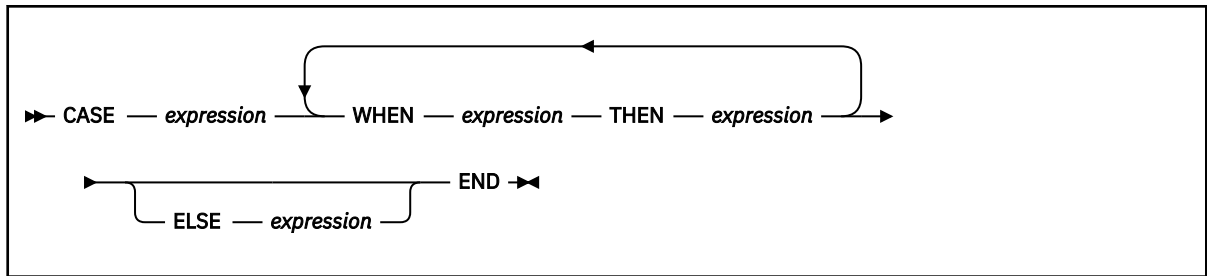 CASE expression WHEN expression THEN expression
END
ELSE expression